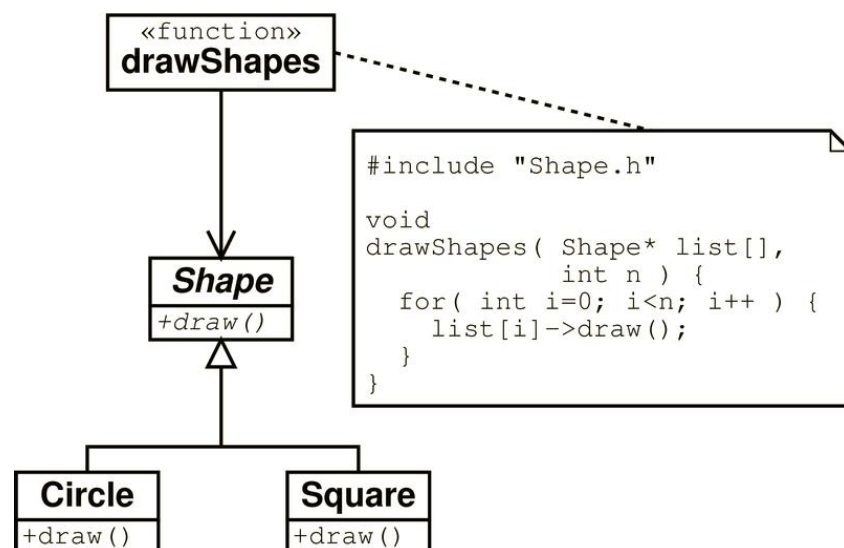 «function»
drawShapes
#include "Shape.h"
void
drawShapes( Shape* list[],
int n ) {
for( int i=0; i<n; i++ ) {
list[i]->draw();
}
}
Shape
+draw()
Circle
+draw()
Square
+draw()